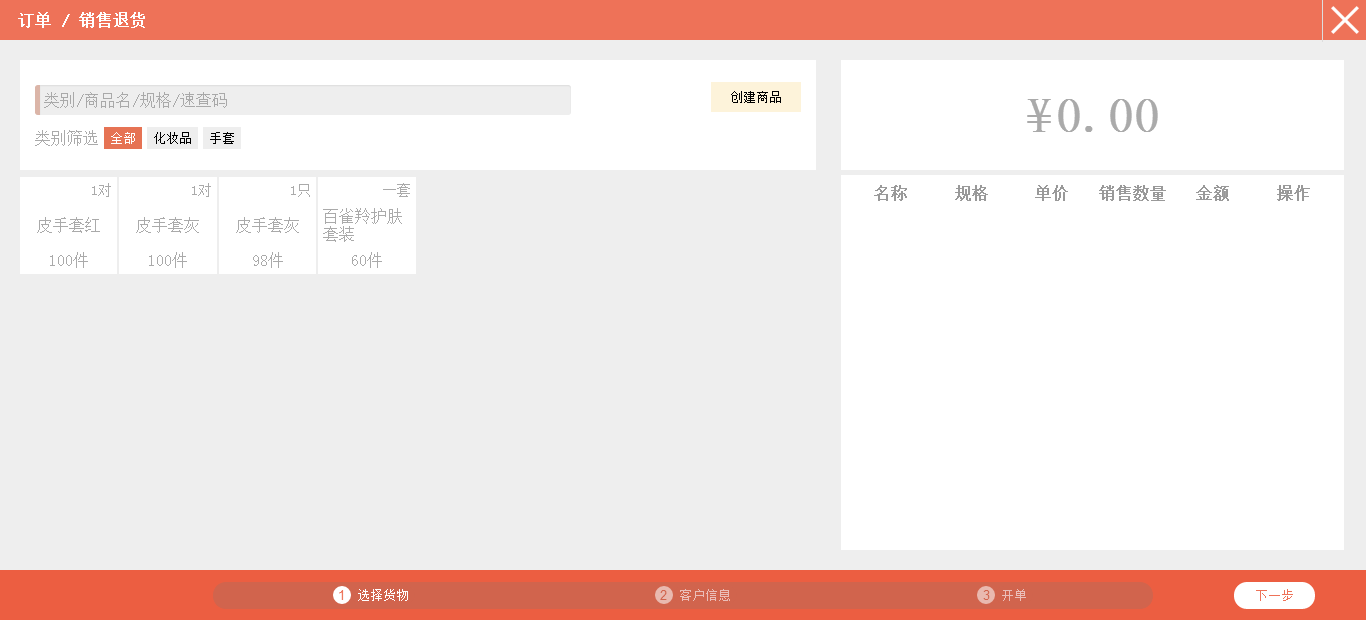 订单 / 销售退货
类别/商品名/规格/速查码
创建商品
类别筛选 全部 化妆品 手套
1对
皮手套红
100件
1对
皮手套灰
100件
1只
皮手套灰
98件
一套
百雀羚护肤
套装
60件
¥0.00
名称 规格 单价 销售数量 金额 操作
1 选择货物
2 客户信息
3 开单
下一步